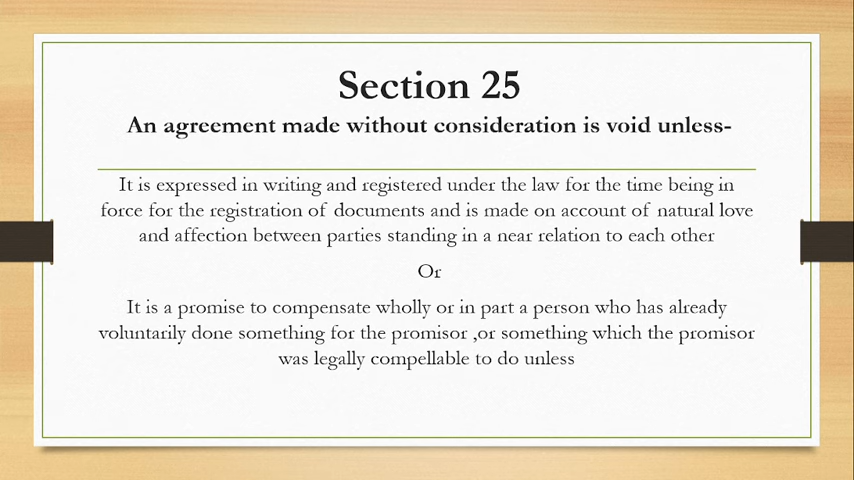 Section 25
An agreement made without consideration is void unless-
It is expressed in writing and registered under the law for the time being in
force for the registration of documents and is made on account of natural love
and affection between parties standing in a near relation to each other
Or
It is a promise to compensate wholly or in part a person who has already
voluntarily done something for the promisor ,or something which the promisor
was legally compellable to do unless